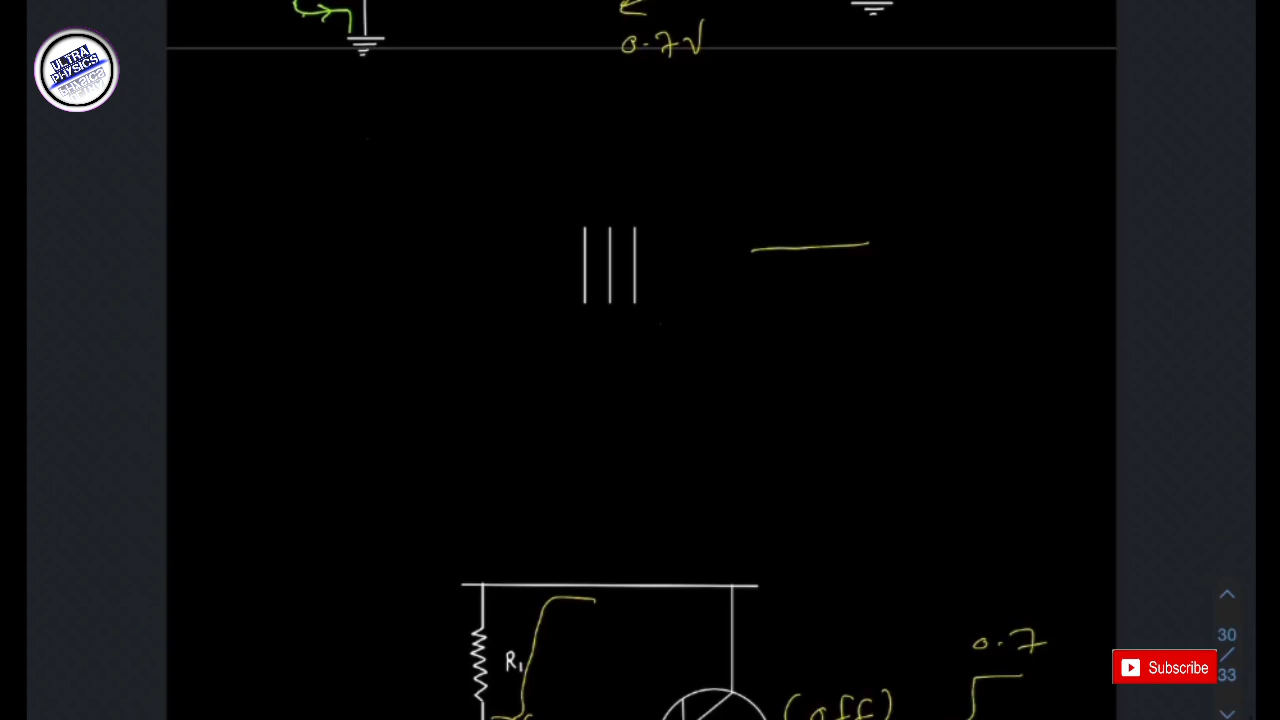 0.7V
ULTRA
PHYSICS
0.7
R1
Subscribe
30
/
33
(off)